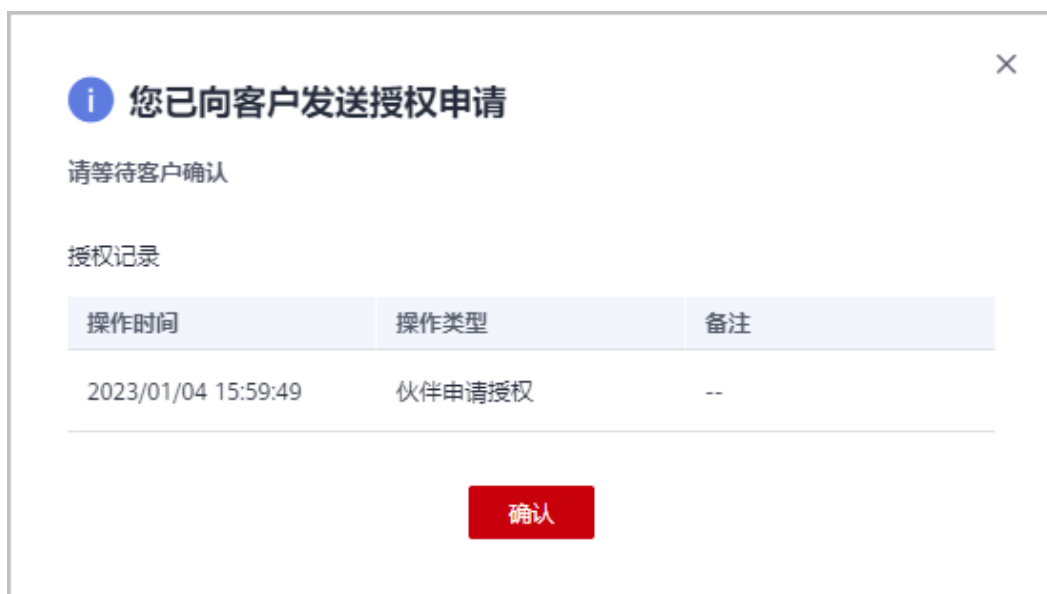 您已向客户发送授权申请
请等待客户确认
授权记录
操作时间 操作类型 备注
2023/01/04 15:59:49 伙伴申请授权 --
确认